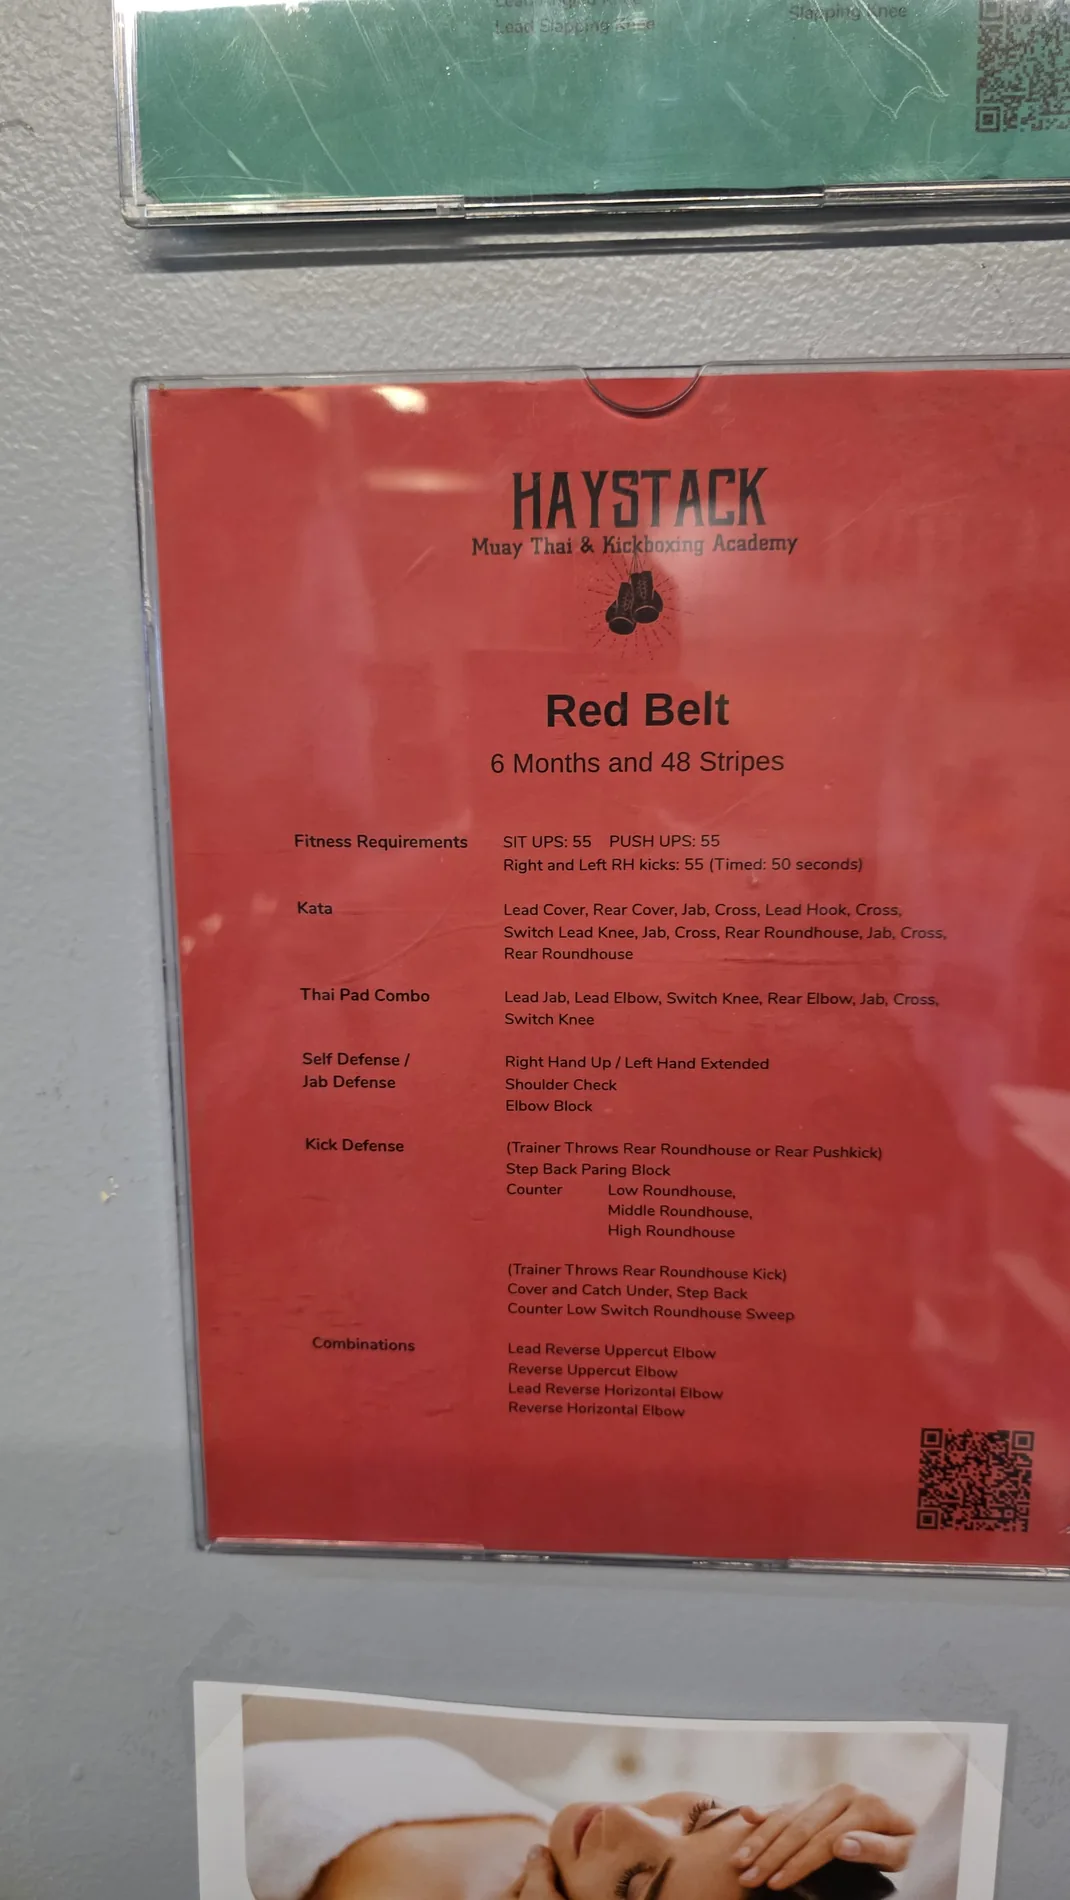 Lead Slapping Knee
Slapping Knee
HAYSTACK
Muay Thai & Kickboxing Academy
Red Belt
6 Months and 48 Stripes
Fitness Requirements
SIT UPS: 55 PUSH UPS: 55
Right and Left RH kicks: 55 (Timed: 50 seconds)
Kata
Lead Cover, Rear Cover, Jab, Cross, Lead Hook, Cross,
Switch Lead Knee, Jab, Cross, Rear Roundhouse, Jab, Cross,
Rear Roundhouse
Thai Pad Combo
Lead Jab, Lead Elbow, Switch Knee, Rear Elbow, Jab, Cross,
Switch Knee
Self Defense /
Jab Defense
Right Hand Up / Left Hand Extended
Shoulder Check
Elbow Block
Kick Defense
(Trainer Throws Rear Roundhouse or Rear Pushkick)
Step Back Paring Block
Counter Low Roundhouse,
Middle Roundhouse,
High Roundhouse
(Trainer Throws Rear Roundhouse Kick)
Cover and Catch Under, Step Back
Counter Low Switch Roundhouse Sweep
Combinations
Lead Reverse Uppercut Elbow
Reverse Uppercut Elbow
Lead Reverse Horizontal Elbow
Reverse Horizontal Elbow